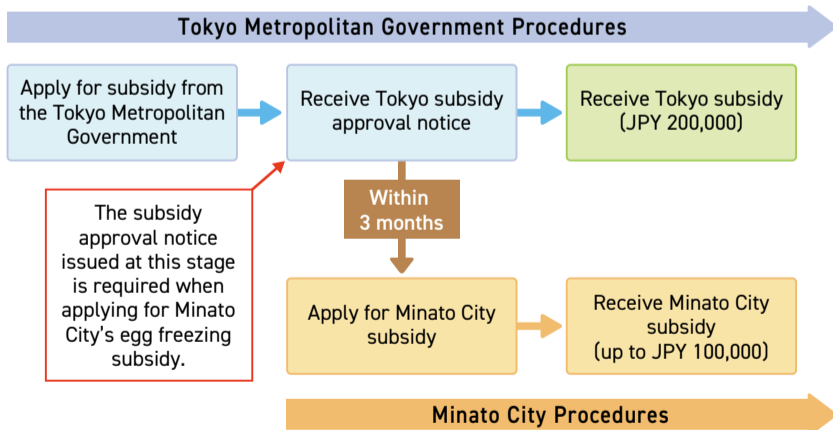 Tokyo Metropolitan Government Procedures
Apply for subsidy from
the Tokyo Metropolitan
Government
Receive Tokyo subsidy
approval notice
Receive Tokyo subsidy
(JPY 200,000)
The subsidy
approval notice
issued at this stage
is required when
applying for Minato
City's egg freezing
subsidy.
Within
3 months
Apply for Minato City
subsidy
Receive Minato City
subsidy
(up to JPY 100,000)
Minato City Procedures